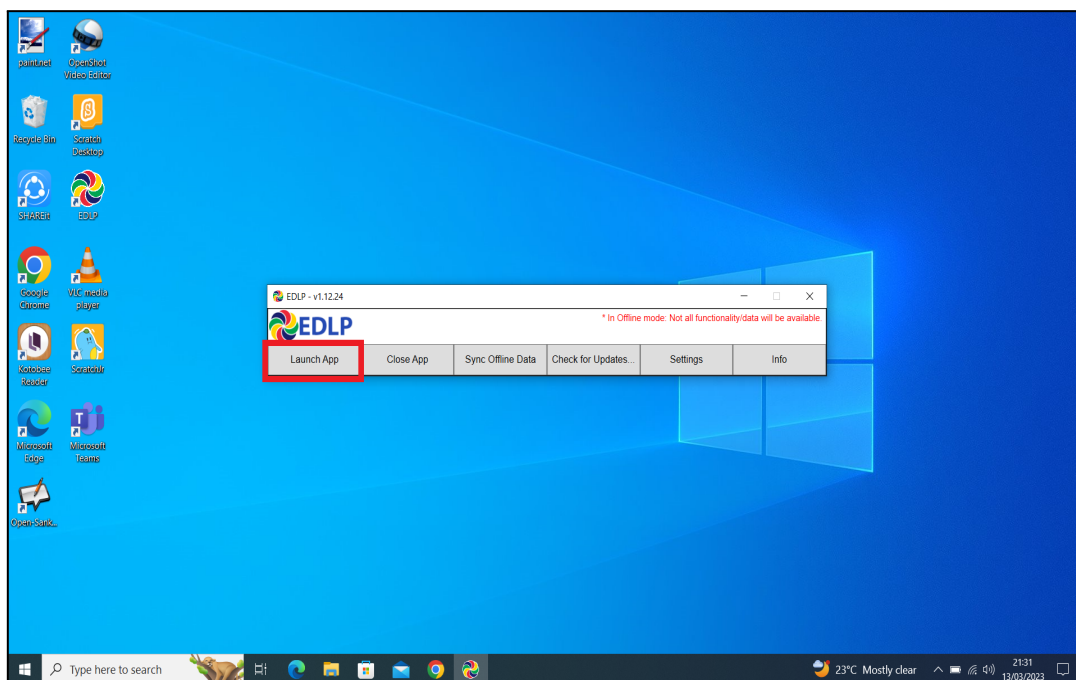 paint.net
OpenShot
Video Editor
Recycle Bin
Scratch
Desktop
SHAREit
EDLP
Google
Chrome
VLC media
player
Kotobee
Reader
ScratchJr
Microsoft
Edge
Microsoft
Teams
Open-Sank...
EDLP - v1.12.24
EDLP
* In Offline mode: Not all functionality/data will be available.
Launch App
Close App
Sync Offline Data
Check for Updates...
Settings
Info
Type here to search
23°C Mostly clear
21:31
13/03/2023